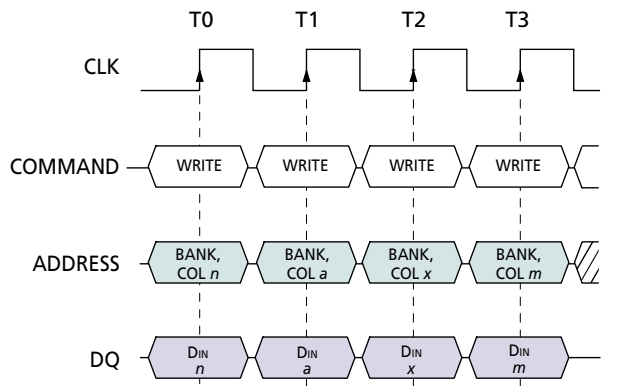 T0 T1 T2 T3
CLK
COMMAND WRITE WRITE WRITE WRITE
ADDRESS BANK, COL n BANK, COL a BANK, COL x BANK, COL m
DQ DIN n DIN a DIN x DIN m